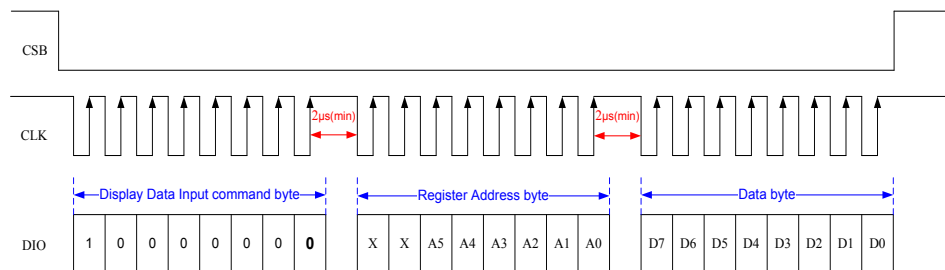 CSB
CLK
2μs(min) 2μs(min)
Display Data Input command byte Register Address byte Data byte
DIO 1 0 0 0 0 0 0 0 X X A5 A4 A3 A2 A1 A0 D7 D6 D5 D4 D3 D2 D1 D0